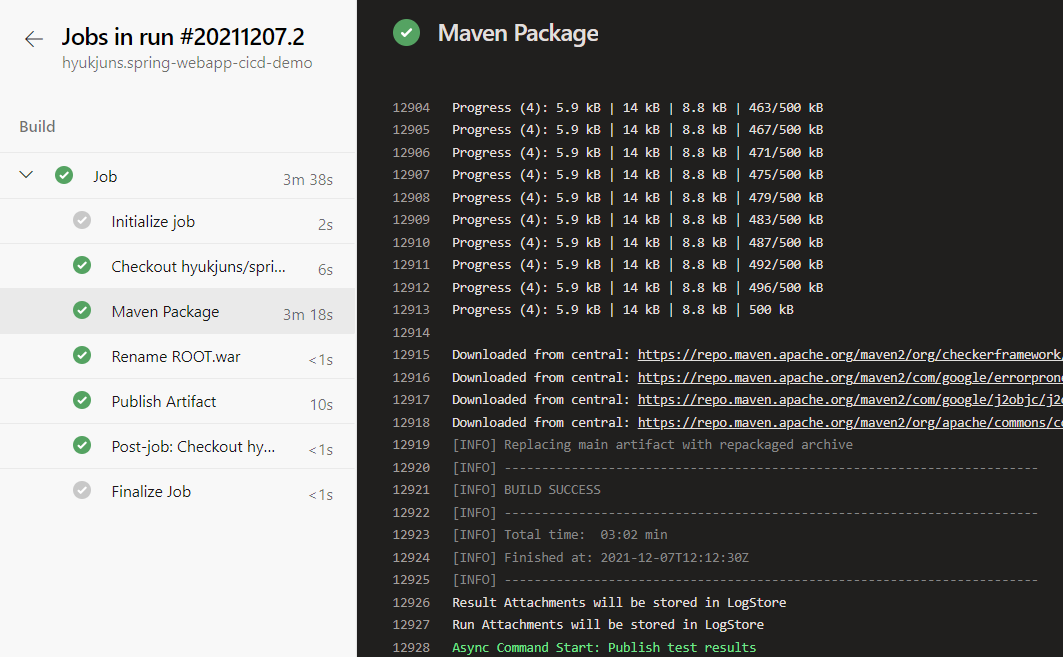 Jobs in run #20211207.2
hyukjuns.spring-webapp-cicd-demo
Build
Job 3m 38s
Initialize job 2s
Checkout hyukjuns/spri... 6s
Maven Package 3m 18s
Rename ROOT.war <1s
Publish Artifact 10s
Post-job: Checkout hy... <1s
Finalize Job <1s
Maven Package
12904 Progress (4): 5.9 kB | 14 kB | 8.8 kB | 463/500 kB
12905 Progress (4): 5.9 kB | 14 kB | 8.8 kB | 467/500 kB
12906 Progress (4): 5.9 kB | 14 kB | 8.8 kB | 471/500 kB
12907 Progress (4): 5.9 kB | 14 kB | 8.8 kB | 475/500 kB
12908 Progress (4): 5.9 kB | 14 kB | 8.8 kB | 479/500 kB
12909 Progress (4): 5.9 kB | 14 kB | 8.8 kB | 483/500 kB
12910 Progress (4): 5.9 kB | 14 kB | 8.8 kB | 487/500 kB
12911 Progress (4): 5.9 kB | 14 kB | 8.8 kB | 492/500 kB
12912 Progress (4): 5.9 kB | 14 kB | 8.8 kB | 496/500 kB
12913 Progress (4): 5.9 kB | 14 kB | 8.8 kB | 500 kB
12914
12915 Downloaded from central: https://repo.maven.apache.org/maven2/org/checkerframework/
12916 Downloaded from central: https://repo.maven.apache.org/maven2/com/google/errorpron
12917 Downloaded from central: https://repo.maven.apache.org/maven2/com/google/j2objc/j2
12918 Downloaded from central: https://repo.maven.apache.org/maven2/org/apache/commons/c
12919 [INFO] Replacing main artifact with repackaged archive
12920 [INFO] ------------------------------------------------------------------------
12921 [INFO] BUILD SUCCESS
12922 [INFO] ------------------------------------------------------------------------
12923 [INFO] Total time:  03:02 min
12924 [INFO] Finished at: 2021-12-07T12:12:30Z
12925 [INFO] ------------------------------------------------------------------------
12926 Result Attachments will be stored in LogStore
12927 Run Attachments will be stored in LogStore
12928 Async Command Start: Publish test results